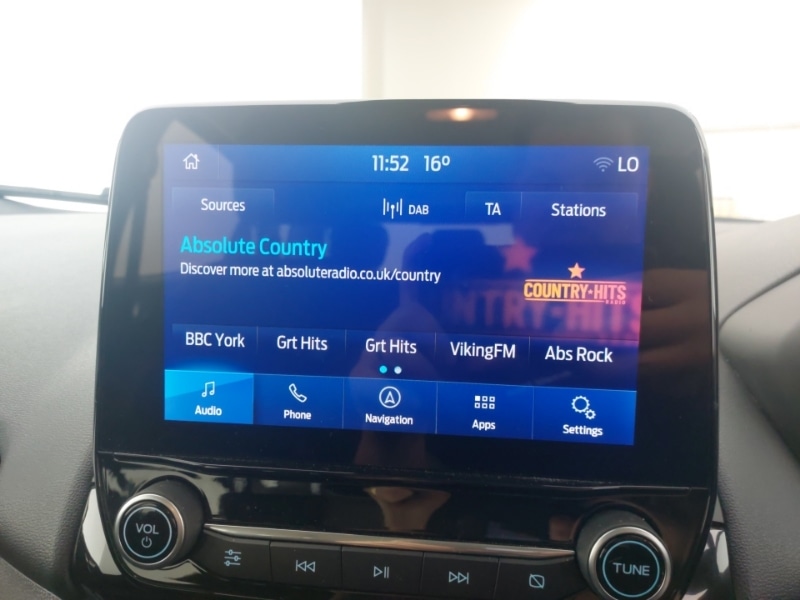 11:52 16º LO
Sources DAB TA Stations
Absolute Country
Discover more at absoluteradio.co.uk/country
COUNTRY★HITS
RADIO
BBC York Grt Hits Grt Hits VikingFM Abs Rock
Audio Phone Navigation Apps Settings
VOL
TUNE